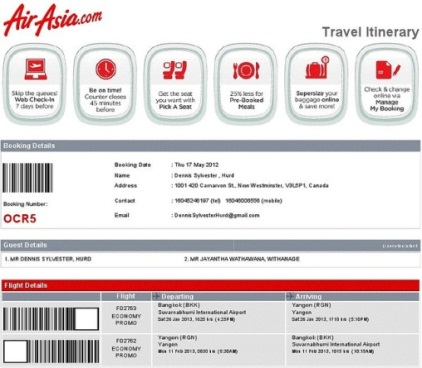 AirAsia.com
Travel Itinerary
Skip the queues!
Web Check-In
7 days before
Be on time!
Counter closes
45 minutes
before
Get the seat
you want with
Pick A Seat
25% less for
Pre-Booked
Meals
Supersize your
baggage online
& save more!
Check & change
online via
Manage
My Booking
Booking Details
Booking Number:
OCR5
Booking Date : Thu 17 May 2012
Name : Dennis Sylvester , Hurd
Address : 1001 420 Carnarvon St., New Westminster, V3L5P1, Canada
Contact : (tel) (mobile)
Email : DennisSylvesterHurd@gmail.com
Guest Details
1. MR DENNIS SYLVESTER, HURD
2. MR JAYANTHA WATHAWANA, WITHANAGE
Flight Details
Flight Departing Arriving
FD2753
ECONOMY
PROMO
Bangkok (BKK)
Suvarnabhumi International Airport
Sat 26 Jan 2013, 1625 hrs (4:25PM)
Yangon (RGN)
Yangon
Sat 26 Jan 2013, 1710 hrs (5:10PM)
FD2752
ECONOMY
PROMO
Yangon (RGN)
Yangon
Mon 11 Feb 2013, 0830 hrs (8:30AM)
Bangkok (BKK)
Suvarnabhumi International Airport
Mon 11 Feb 2013, 1015 hrs (10:15AM)